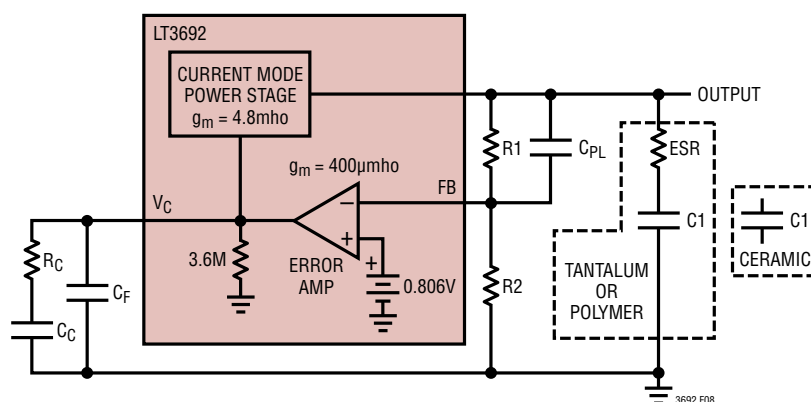 LT3692
CURRENT MODE
POWER STAGE
gm = 4.8mho
OUTPUT
R1
CPL
ESR
gm = 400µmho
FB
VC
–
+
C1
C1
CERAMIC
RC
CF
3.6M
ERROR
AMP
+
0.806V
R2
TANTALUM
OR
POLYMER
CC
3692 F08